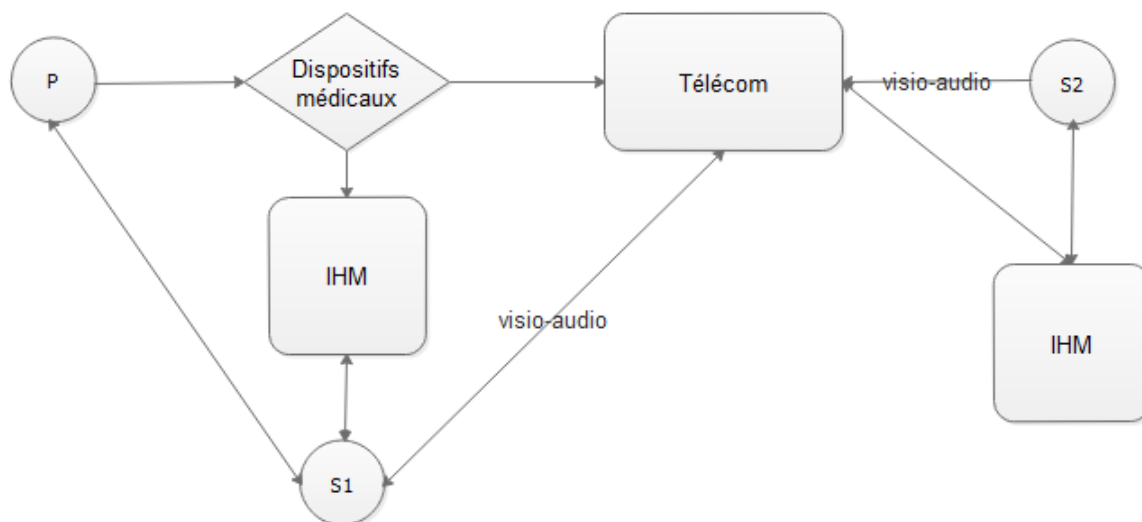 P
Dispositifs
médicaux
Télécom
visio-audio
S2
IHM
visio-audio
IHM
S1